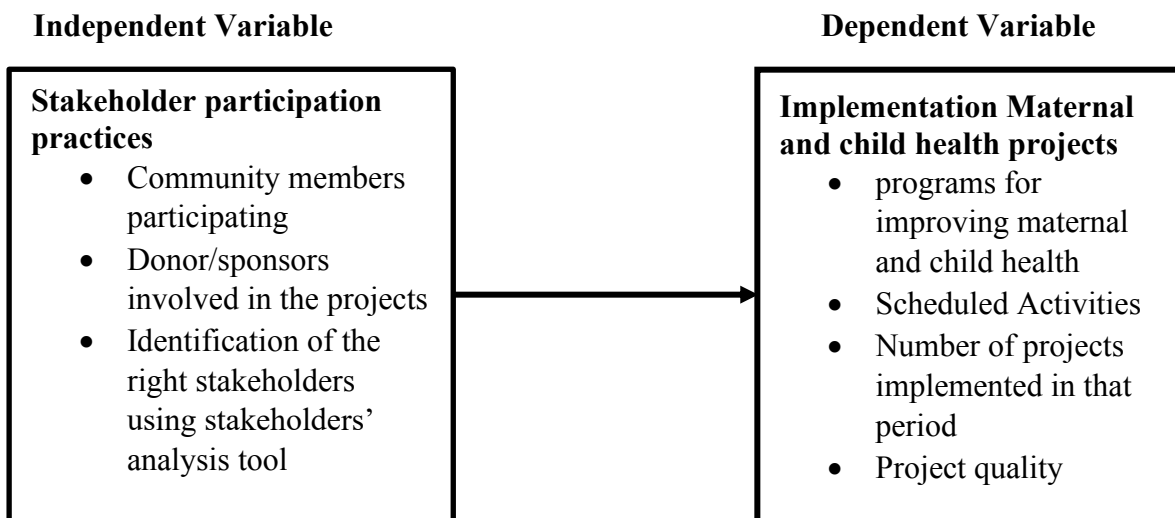 Independent Variable
Dependent Variable
Stakeholder participation
practices
• Community members
participating
• Donor/sponsors
involved in the projects
• Identification of the
right stakeholders
using stakeholders’
analysis tool
Implementation Maternal
and child health projects
• programs for
improving maternal
and child health
• Scheduled Activities
• Number of projects
implemented in that
period
• Project quality